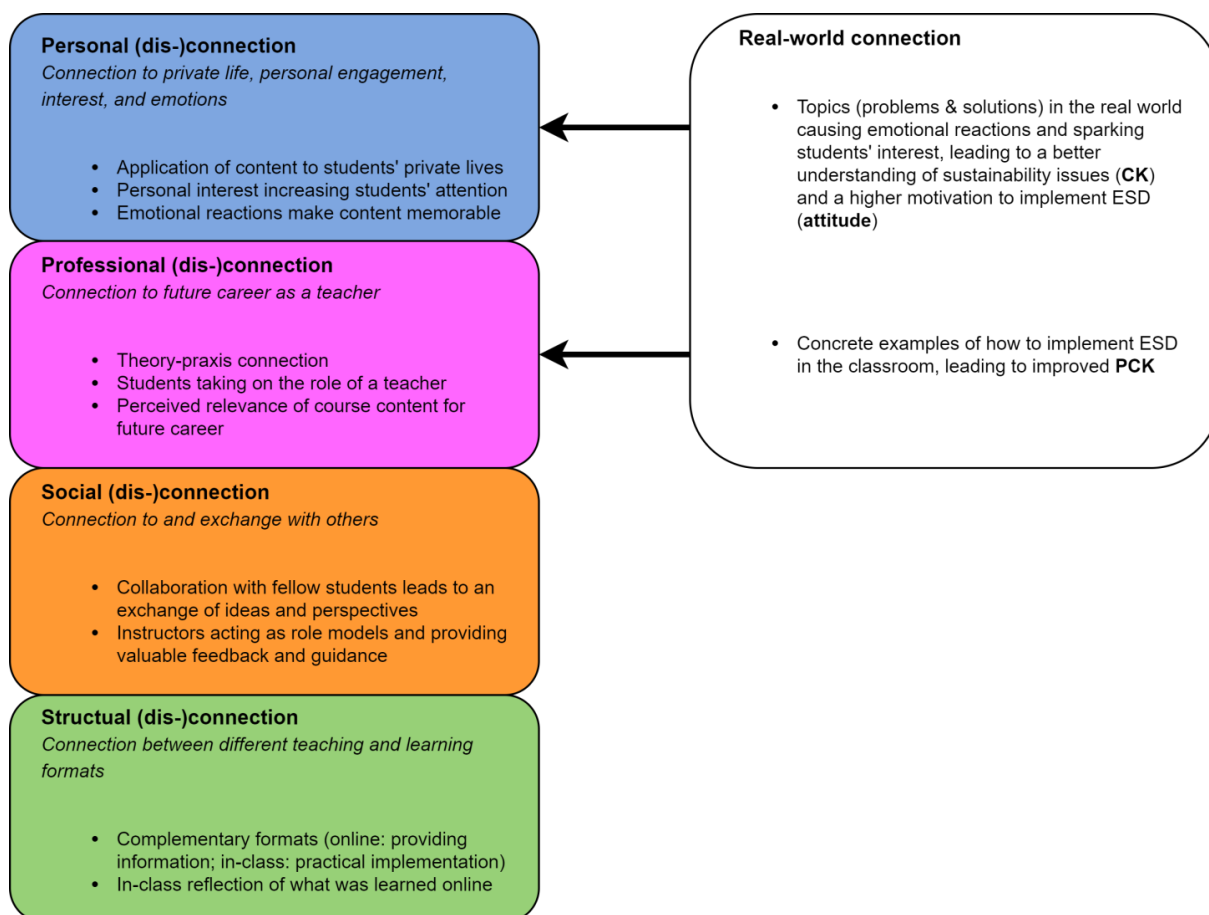 Personal (dis-)connection
Connection to private life, personal engagement,
interest, and emotions
• Application of content to students' private lives
• Personal interest increasing students' attention
• Emotional reactions make content memorable
Professional (dis-)connection
Connection to future career as a teacher
• Theory-praxis connection
• Students taking on the role of a teacher
• Perceived relevance of course content for
future career
Social (dis-)connection
Connection to and exchange with others
• Collaboration with fellow students leads to an
exchange of ideas and perspectives
• Instructors acting as role models and providing
valuable feedback and guidance
Structual (dis-)connection
Connection between different teaching and learning
formats
• Complementary formats (online: providing
information; in-class: practical implementation)
• In-class reflection of what was learned online
Real-world connection
• Topics (problems & solutions) in the real world
causing emotional reactions and sparking
students' interest, leading to a better
understanding of sustainability issues (CK)
and a higher motivation to implement ESD
(attitude)
• Concrete examples of how to implement ESD
in the classroom, leading to improved PCK